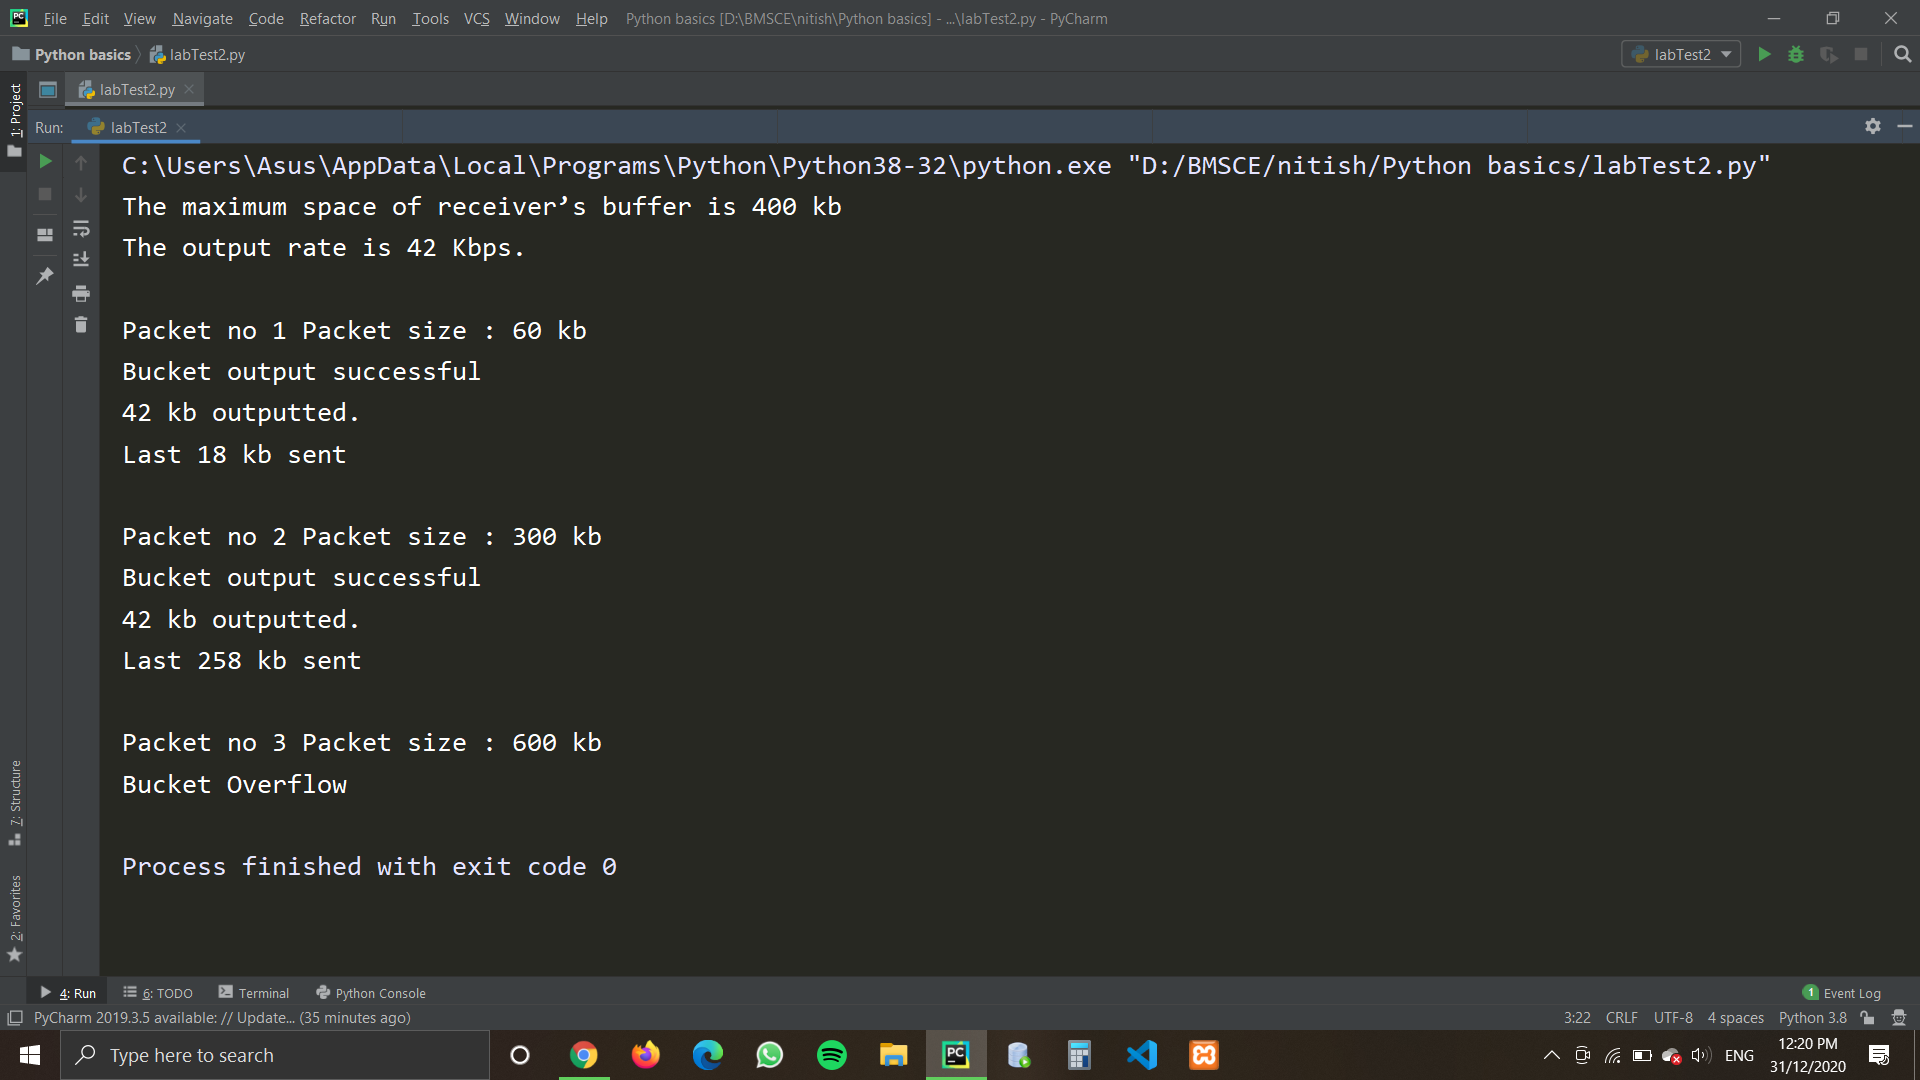 File Edit View Navigate Code Refactor Run Tools VCS Window Help Python basics [D:\BMSCE\nitish\Python basics] - ...\labTest2.py - PyCharm
Python basics labTest2.py labTest2
1: Project
labTest2.py
Run: labTest2
C:\Users\Asus\AppData\Local\Programs\Python\Python38-32\python.exe "D:/BMSCE/nitish/Python basics/labTest2.py"
The maximum space of receiver’s buffer is 400 kb
The output rate is 42 Kbps.
Packet no 1 Packet size : 60 kb
Bucket output successful
42 kb outputted.
Last 18 kb sent
Packet no 2 Packet size : 300 kb
Bucket output successful
42 kb outputted.
Last 258 kb sent
Packet no 3 Packet size : 600 kb
Bucket Overflow
Process finished with exit code 0
7: Structure
2: Favorites
4: Run 6: TODO Terminal Python Console 1 Event Log
PyCharm 2019.3.5 available: // Update... (35 minutes ago) 3:22 CRLF UTF-8 4 spaces Python 3.8
Type here to search PC ENG 12:20 PM
31/12/2020